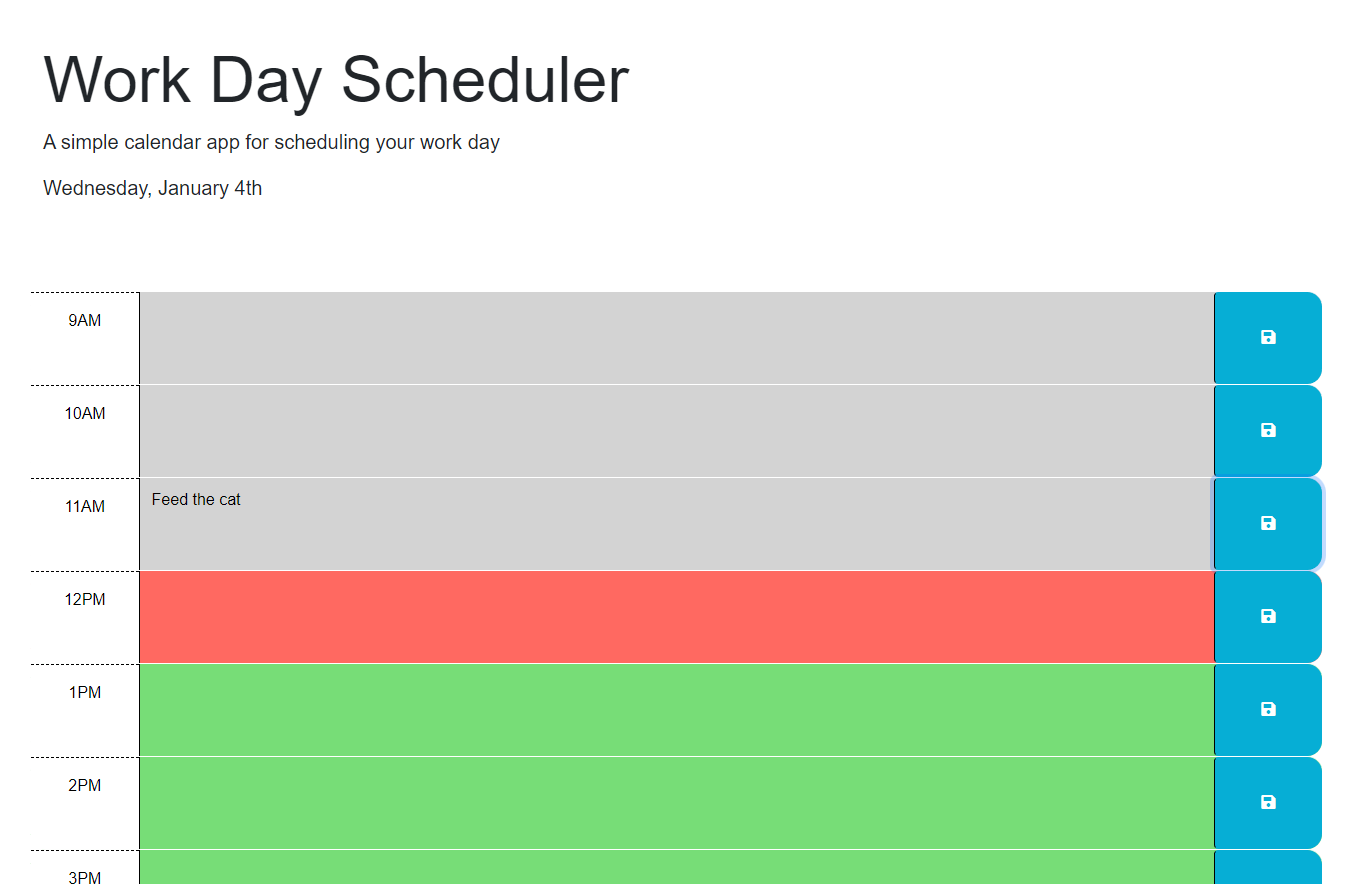 Work Day Scheduler
A simple calendar app for scheduling your work day
Wednesday, January 4th
9AM
10AM
11AM
Feed the cat
12PM
1PM
2PM
3PM